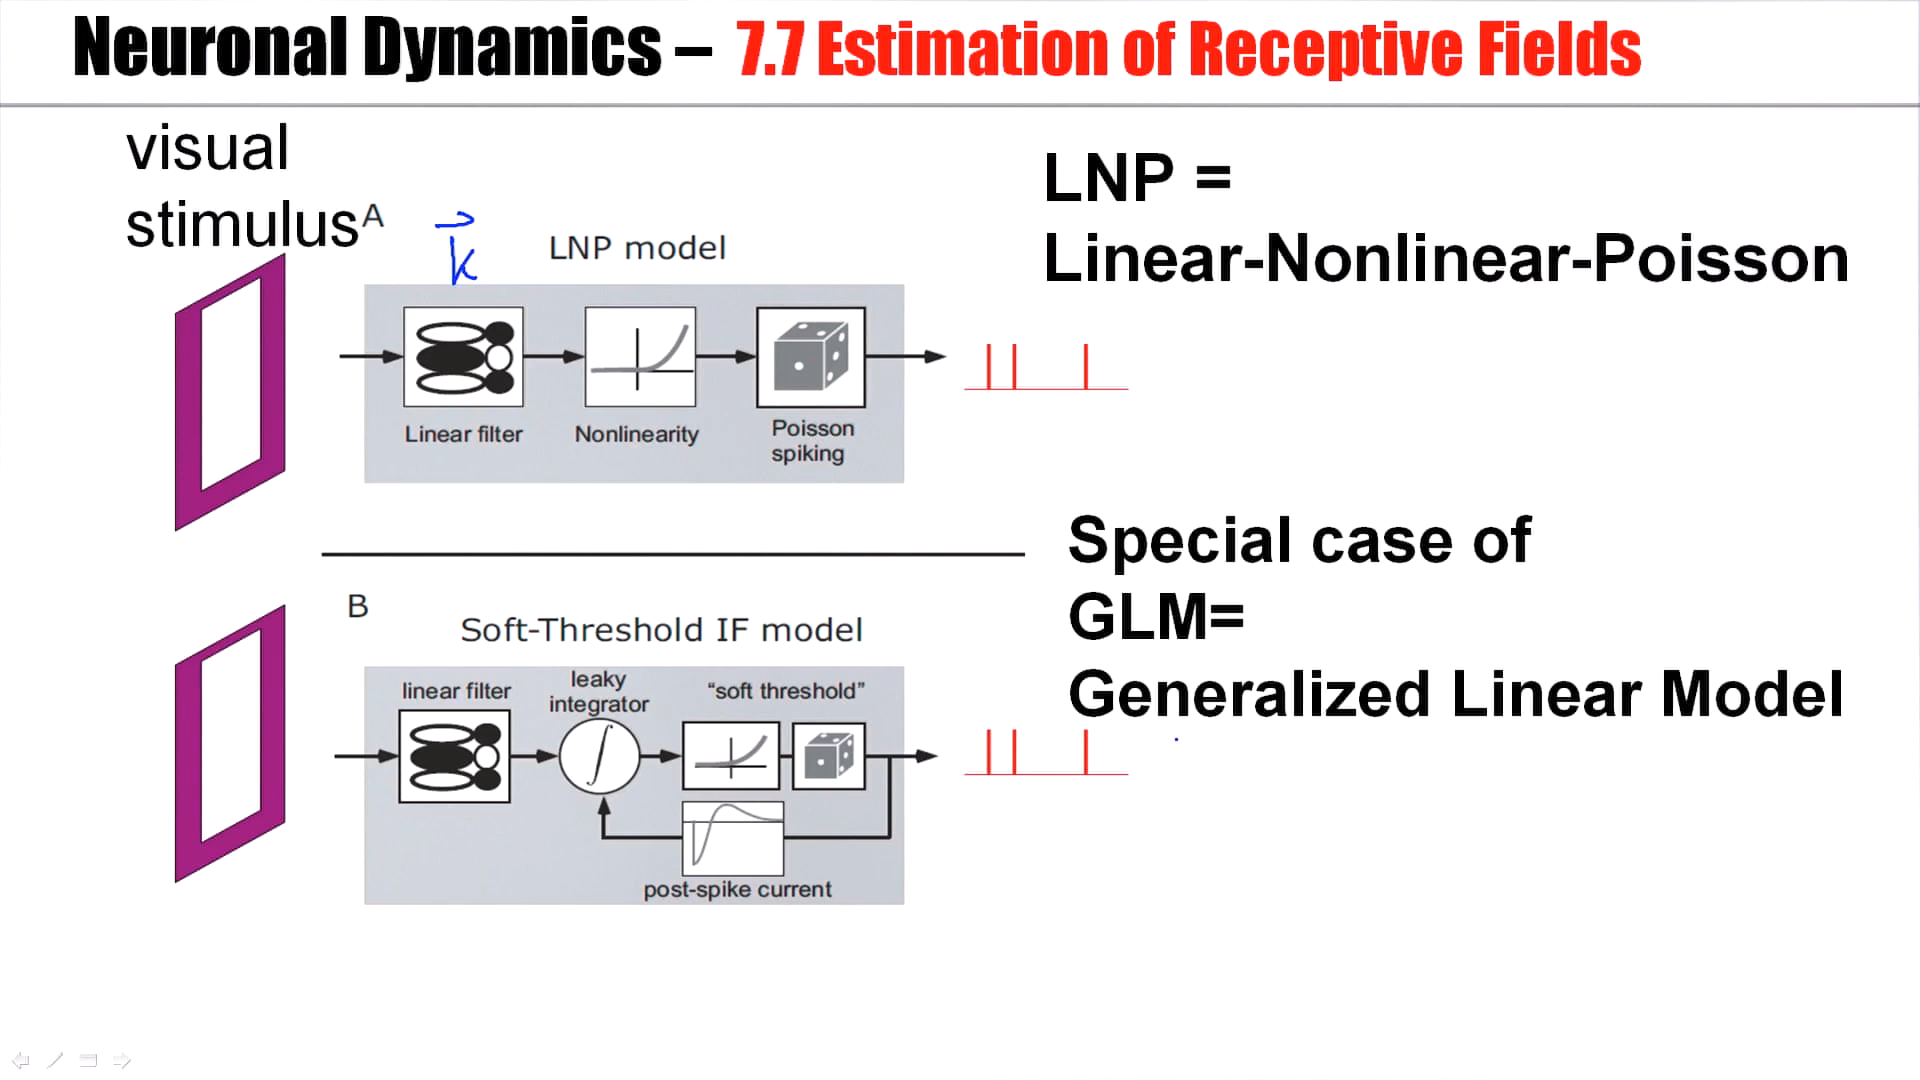 Neuronal Dynamics – 7.7 Estimation of Receptive Fields
visual
stimulus
A
k
LNP model
LNP =
Linear-Nonlinear-Poisson
Linear filter
Nonlinearity
Poisson
spiking
Special case of
GLM=
Generalized Linear Model
B
Soft-Threshold IF model
linear filter
leaky
integrator
“soft threshold”
∫
post-spike current